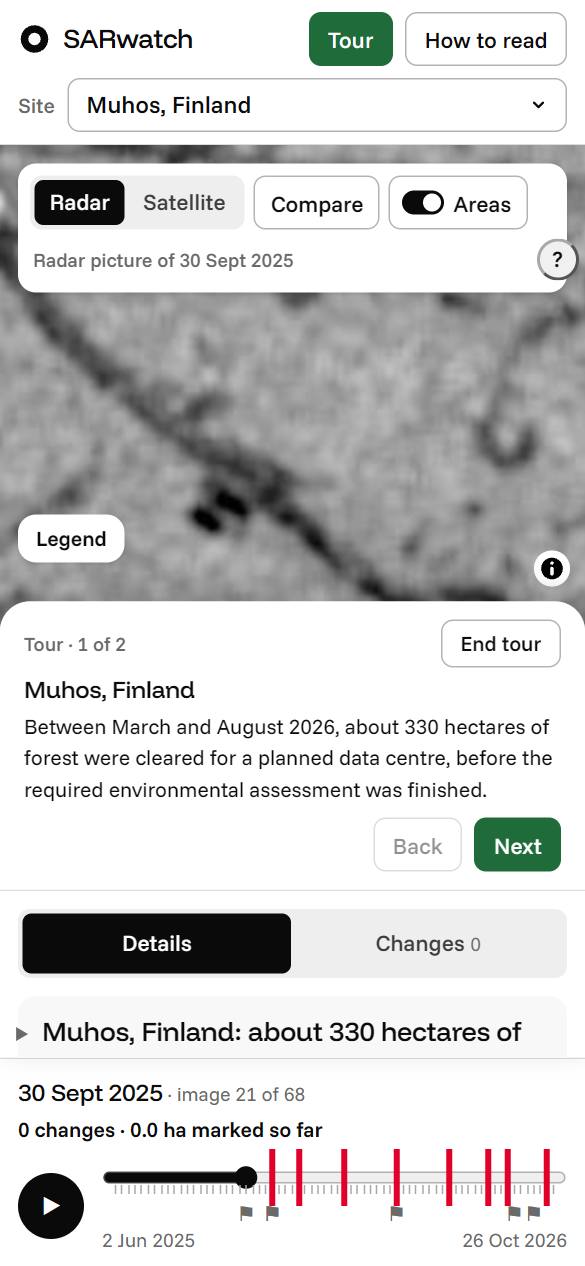 SARwatch
Tour
How to read
Site
Muhos, Finland
Radar
Satellite
Compare
Areas
Radar picture of 30 Sept 2025
?
Legend
Tour · 1 of 2
End tour
Muhos, Finland
Between March and August 2026, about 330 hectares of
forest were cleared for a planned data centre, before the
required environmental assessment was finished.
Back
Next
Details
Changes 0
Muhos, Finland: about 330 hectares of
30 Sept 2025 · image 21 of 68
0 changes · 0.0 ha marked so far
2 Jun 2025
26 Oct 2026